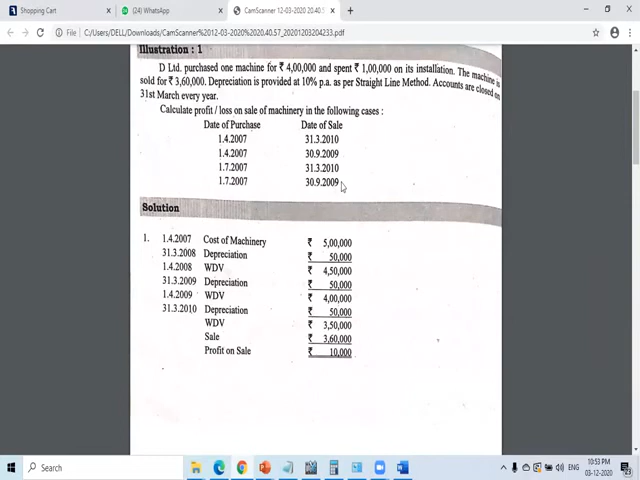 Shopping Cart
(24) WhatsApp
CamScanner 12-03-2020 20.40.57
File | C:/Users/DELL/Downloads/CamScanner%2012-03-2020%2020.40.57_20201203204233.pdf
Illustration : 1
D Ltd. purchased one machine for ₹ 4,00,000 and spent ₹ 1,00,000 on its installation. The machine is
sold for ₹ 3,60,000. Depreciation is provided at 10% p.a. as per Straight Line Method. Accounts are closed on
31st March every year.
Calculate profit / loss on sale of machinery in the following cases :
Date of Purchase Date of Sale
1.4.2007 31.3.2010
1.4.2007 30.9.2009
1.7.2007 31.3.2010
1.7.2007 30.9.2009
Solution
1. 1.4.2007 Cost of Machinery ₹ 5,00,000
31.3.2008 Depreciation ₹ 50,000
1.4.2008 WDV ₹ 4,50,000
31.3.2009 Depreciation ₹ 50,000
1.4.2009 WDV ₹ 4,00,000
31.3.2010 Depreciation ₹ 50,000
WDV ₹ 3,50,000
Sale ₹ 3,60,000
Profit on Sale ₹ 10,000
Search
ENG
10:53 PM
03-12-2020